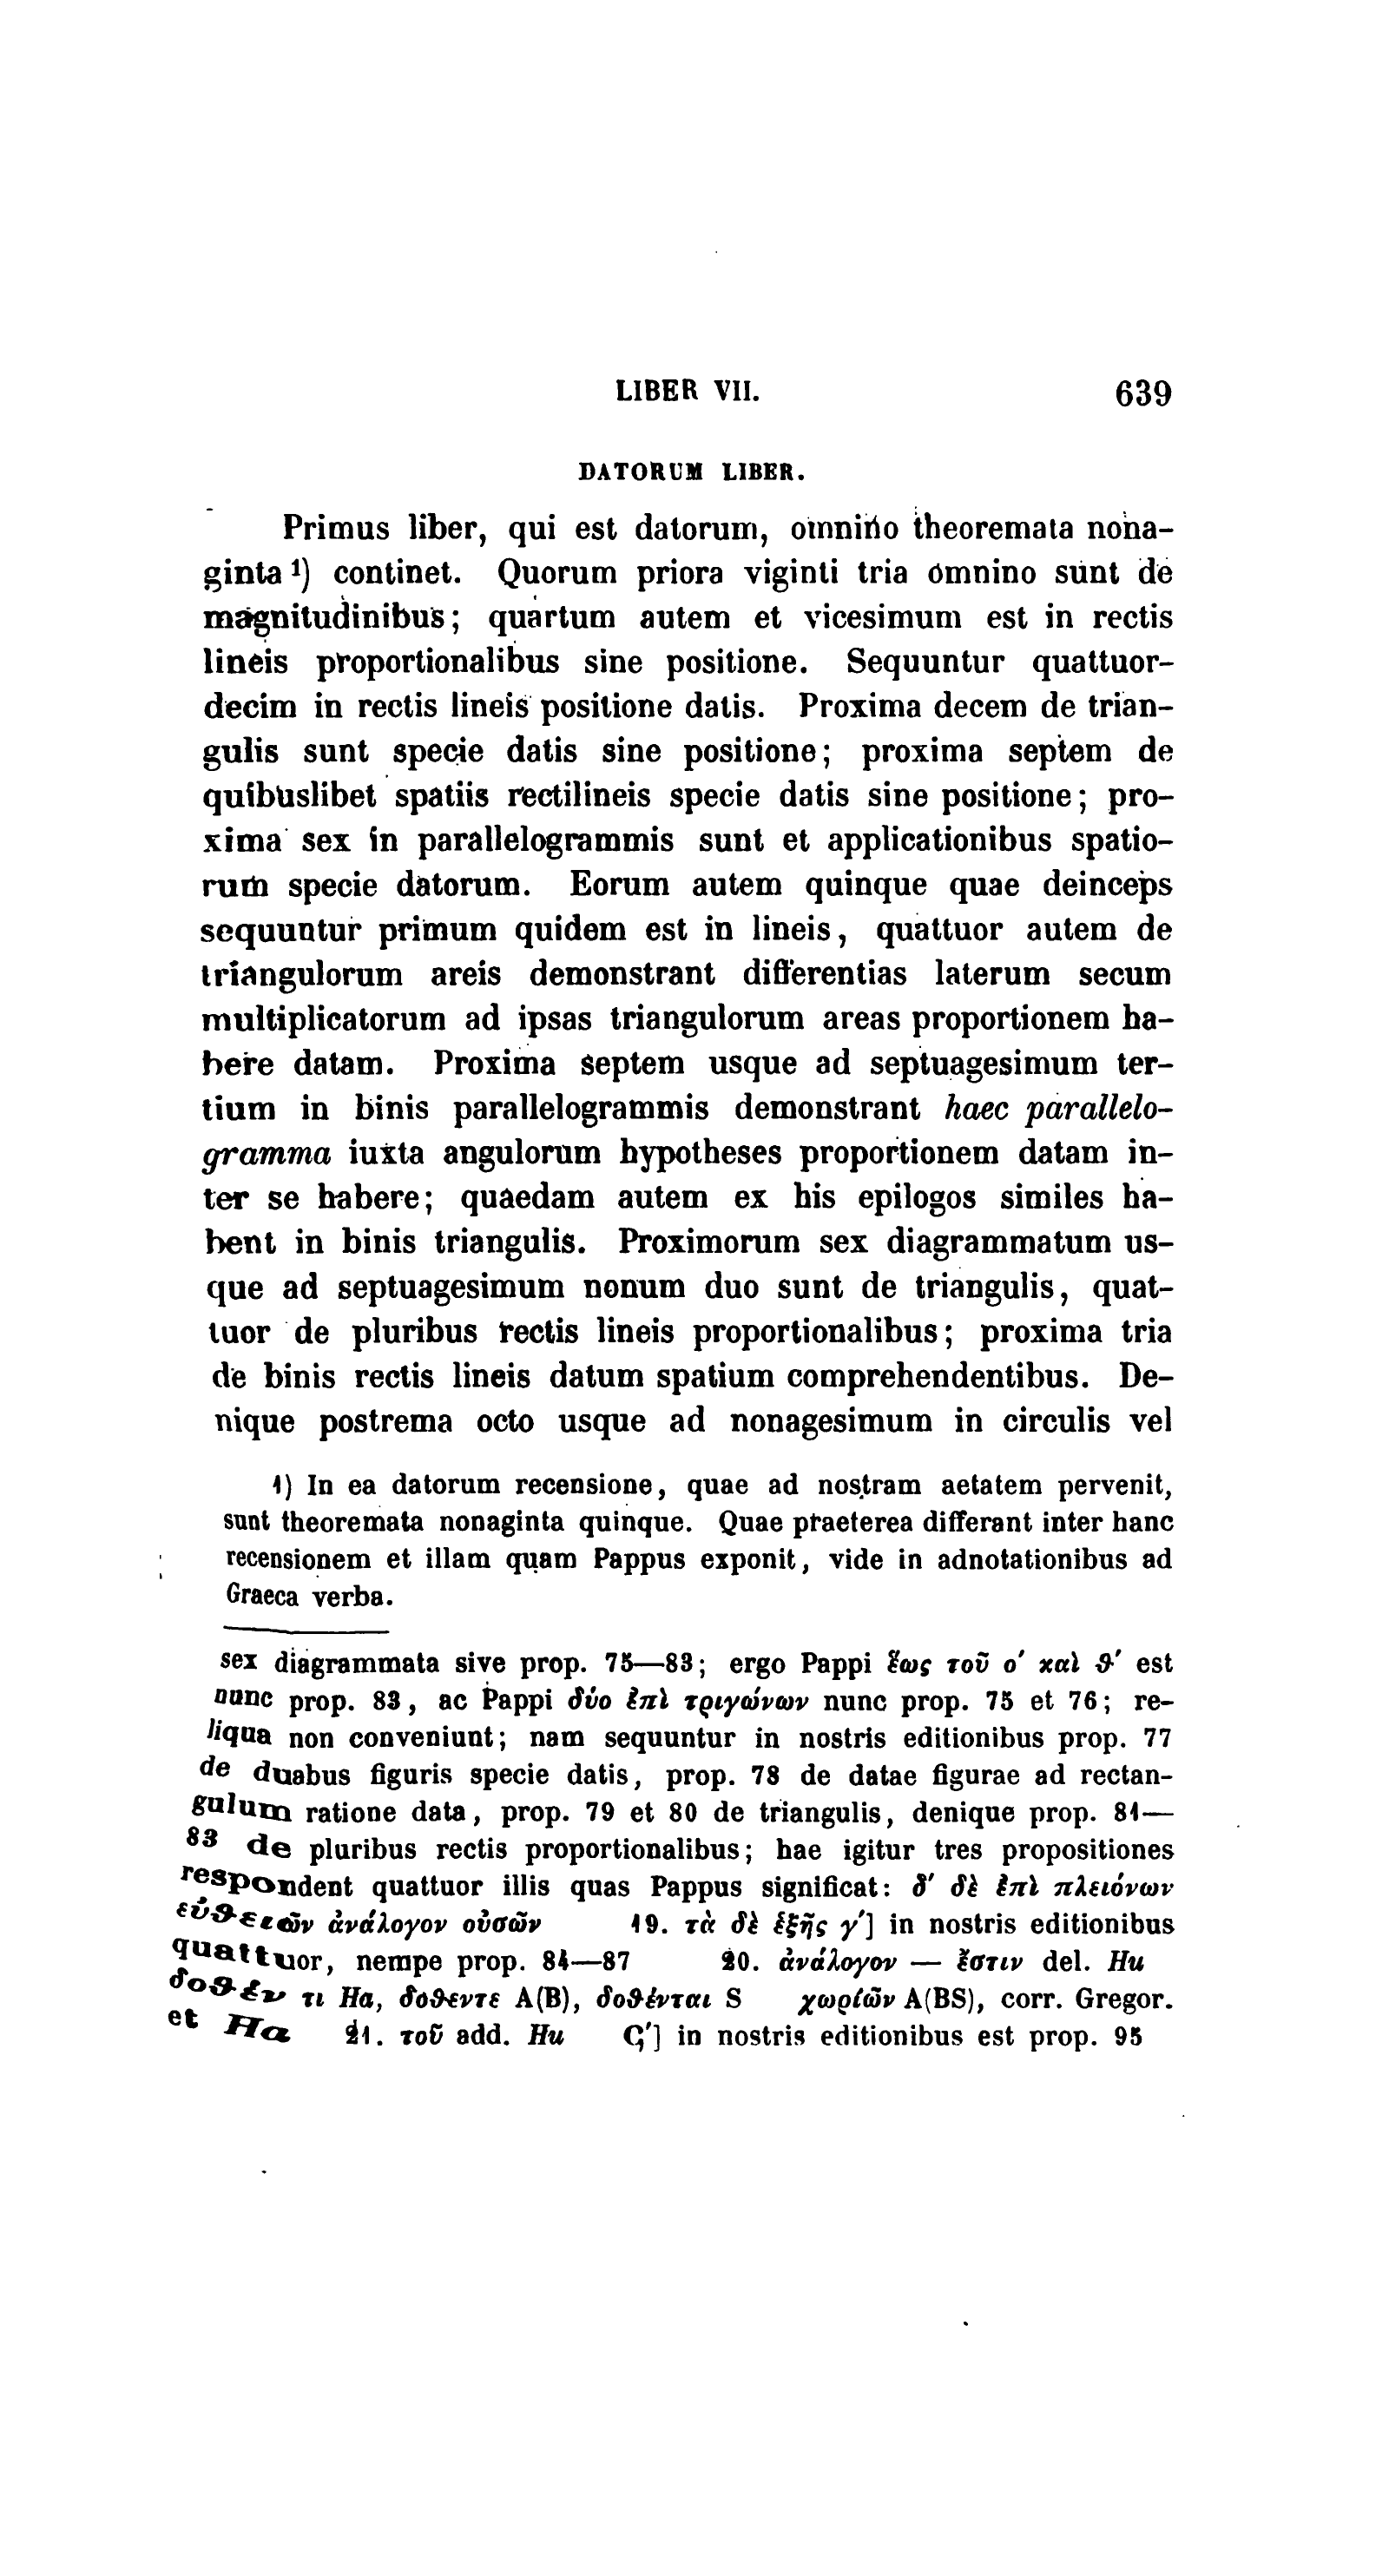 LIBER VII. 639
DATORUM LIBER.
Primus liber, qui est datorum, omnino theoremata nona-
ginta ¹) continet. Quorum priora viginti tria omnino sunt de
magnitudinibus; quartum autem et vicesimum est in rectis
lineis proportionalibus sine positione. Sequuntur quattuor-
decim in rectis lineis positione datis. Proxima decem de trian-
gulis sunt specie datis sine positione; proxima septem de
quibuslibet spatiis rectilineis specie datis sine positione; pro-
xima sex in parallelogrammis sunt et applicationibus spatio-
rum specie datorum. Eorum autem quinque quae deinceps
sequuntur primum quidem est in lineis, quattuor autem de
triangulorum areis demonstrant differentias laterum secum
multiplicatorum ad ipsas triangulorum areas proportionem ha-
bere datam. Proxima septem usque ad septuagesimum ter-
tium in binis parallelogrammis demonstrant haec parallelo-
gramma iuxta angulorum hypotheses proportionem datam in-
ter se habere; quaedam autem ex his epilogos similes ha-
bent in binis triangulis. Proximorum sex diagrammatum us-
que ad septuagesimum nonum duo sunt de triangulis, quat-
tuor de pluribus rectis lineis proportionalibus; proxima tria
de binis rectis lineis datum spatium comprehendentibus. De-
nique postrema octo usque ad nonagesimum in circulis vel
1) In ea datorum recensione, quae ad nostram aetatem pervenit,
sunt theoremata nonaginta quinque. Quae praeterea differant inter hanc
recensionem et illam quam Pappus exponit, vide in adnotationibus ad
Graeca verba.
sex diagrammata sive prop. 75—83; ergo Pappi ἕως τοῦ ο΄ καὶ θ΄ est
nunc prop. 83, ac Pappi δύο ἐπὶ τριγώνων nunc prop. 75 et 76; re-
liqua non conveniunt; nam sequuntur in nostris editionibus prop. 77
de duabus figuris specie datis, prop. 78 de datae figurae ad rectan-
gulum ratione data, prop. 79 et 80 de triangulis, denique prop. 81—
83 de pluribus rectis proportionalibus; hae igitur tres propositiones
respondent quattuor illis quas Pappus significat: δ΄ δὲ ἐπὶ πλειόνων
εὐθειῶν ἀνάλογον οὐσῶν 19. τὰ δὲ ἑξῆς γ΄] in nostris editionibus
quattuor, nempe prop. 84—87 20. ἀνάλογον — ἔστιν del. Hu
δοθέν τι Ha, δοθεντε A(B), δοθένται S χωρίῶν A(BS), corr. Gregor.
et Ha 21. τοῦ add. Hu Ϛ΄] in nostris editionibus est prop. 95